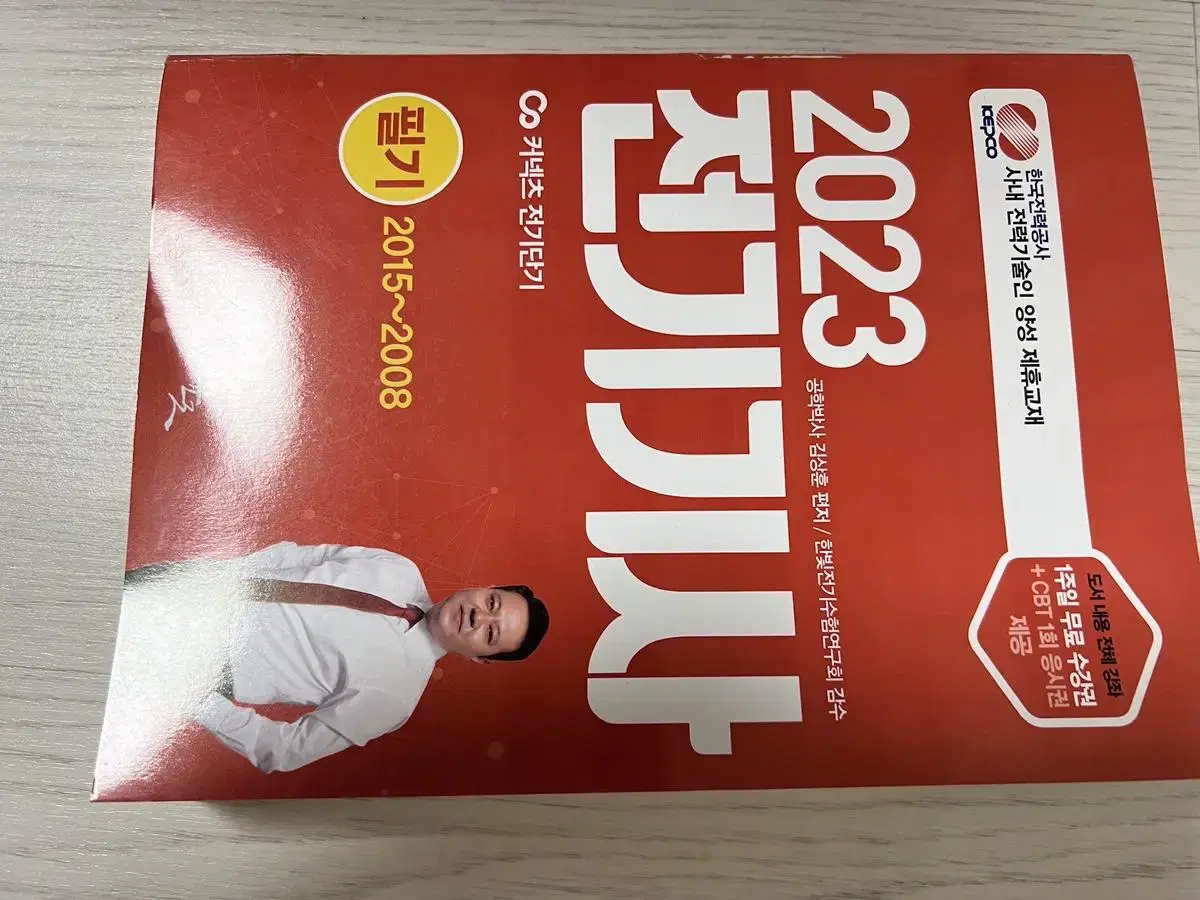 KEPCO
한국전력공사
사내 전력기술인 양성 제휴교재
도서 내용 전체 강좌
1주일 무료 수강권
+CBT 1회 응시권
제공
2023
공학박사 김상훈 편저 / 한빛전기수험연구회 감수
전기기사
커넥츠 전기단기
필기 2015~2008